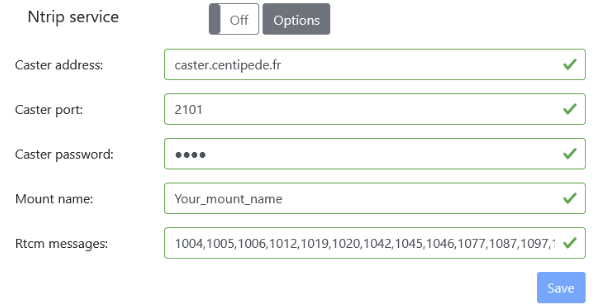 Ntrip service Off Options
Caster address: caster.centipede.fr
Caster port: 2101
Caster password: ●●●●
Mount name: Your_mount_name
Rtcm messages: 1004,1005,1006,1012,1019,1020,1042,1045,1046,1077,1087,1097,1
Save